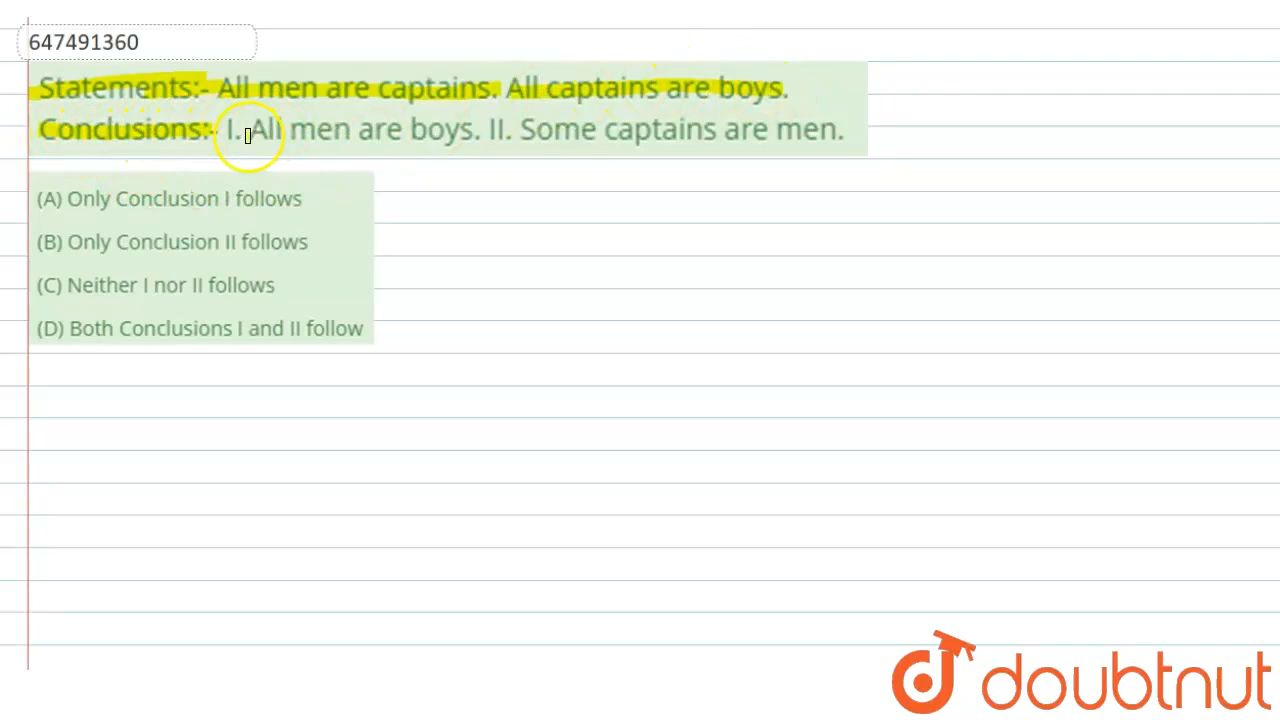 647491360
Statements:- All men are captains. All captains are boys.
Conclusions:- I. All men are boys. II. Some captains are men.
(A) Only Conclusion I follows
(B) Only Conclusion II follows
(C) Neither I nor II follows
(D) Both Conclusions I and II follow
doubtnut